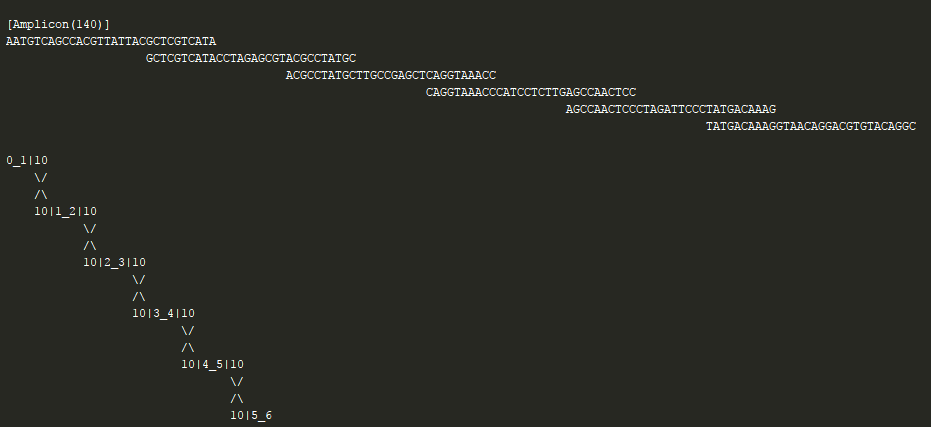 [Amplicon(140)]
AATGTCAGCCACGTTATTACGCTCGTCATA
                    GCTCGTCATACCTAGAGCGTACGCCTATGC
                                        ACGCCTATGCTTGCCGAGCTCAGGTAAACC
                                                            CAGGTAAACCCATCCTCTTGAGCCAACTCC
                                                                                AGCCAACTCCCTAGATTCCCTATGACAAAG
                                                                                                    TATGACAAAGGTAACAGGACGTGTACAGGC

0_1|10
    \/
    /\
    10|1_2|10
           \/
           /\
           10|2_3|10
                  \/
                  /\
                  10|3_4|10
                         \/
                         /\
                         10|4_5|10
                                \/
                                /\
                                10|5_6